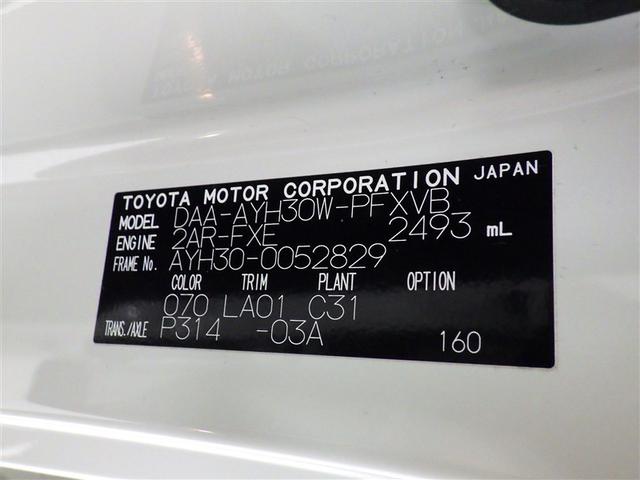 TOYOTA MOTOR CORPORATION JAPAN
MODEL DAA-AYH30W-PFXVB
ENGINE 2AR-FXE 2493 mL
FRAME No. AYH30-0052829
COLOR TRIM PLANT OPTION
070 LA01 C31
TRANS./AXLE P314 -03A 160